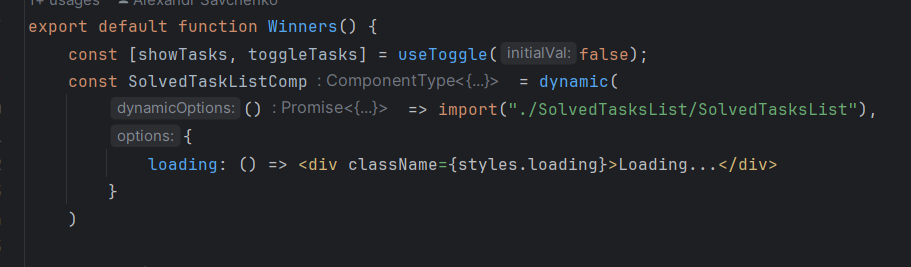 1+ usages Alexandr Savchenko
export default function Winners() {
const [showTasks, toggleTasks] = useToggle( initialVal: false);
const SolvedTaskListComp : ComponentType<{...}> = dynamic(
dynamicOptions: () : Promise<{...}> => import("./SolvedTasksList/SolvedTasksList"),
options: {
loading: () => <div className={styles.loading}>Loading...</div>
}
)